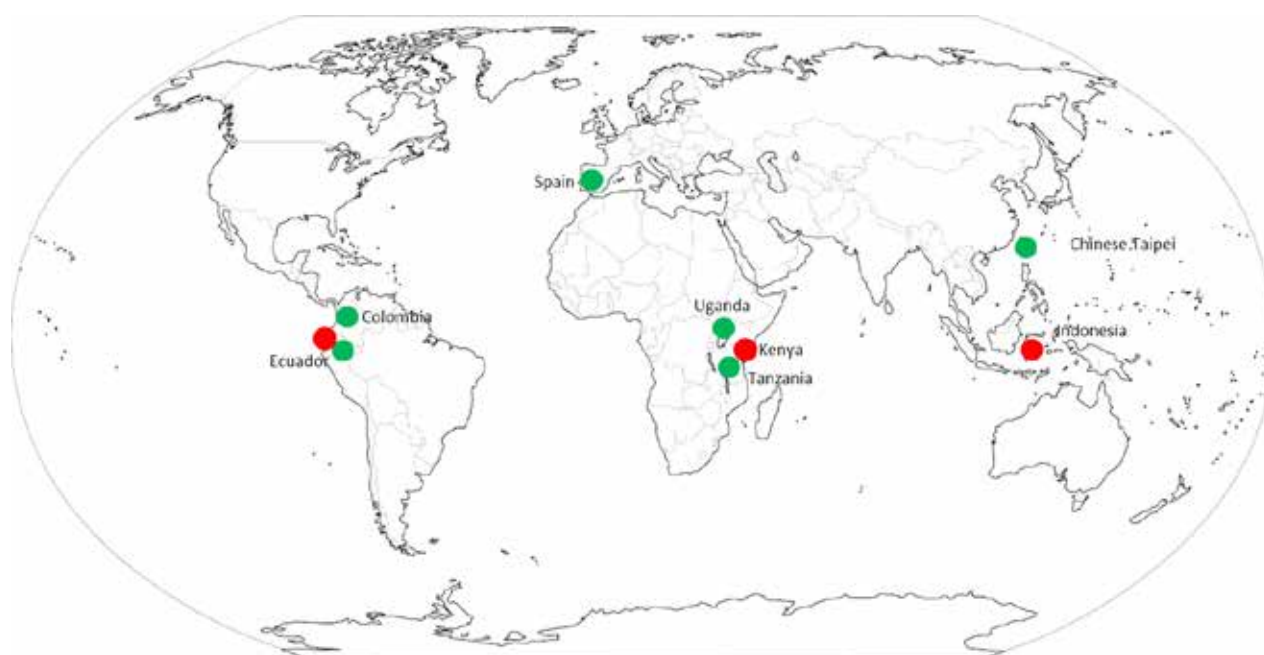 Spain
Chinese Taipei
Uganda
Colombia
Indonesia
Kenya
Ecuador
Tanzania